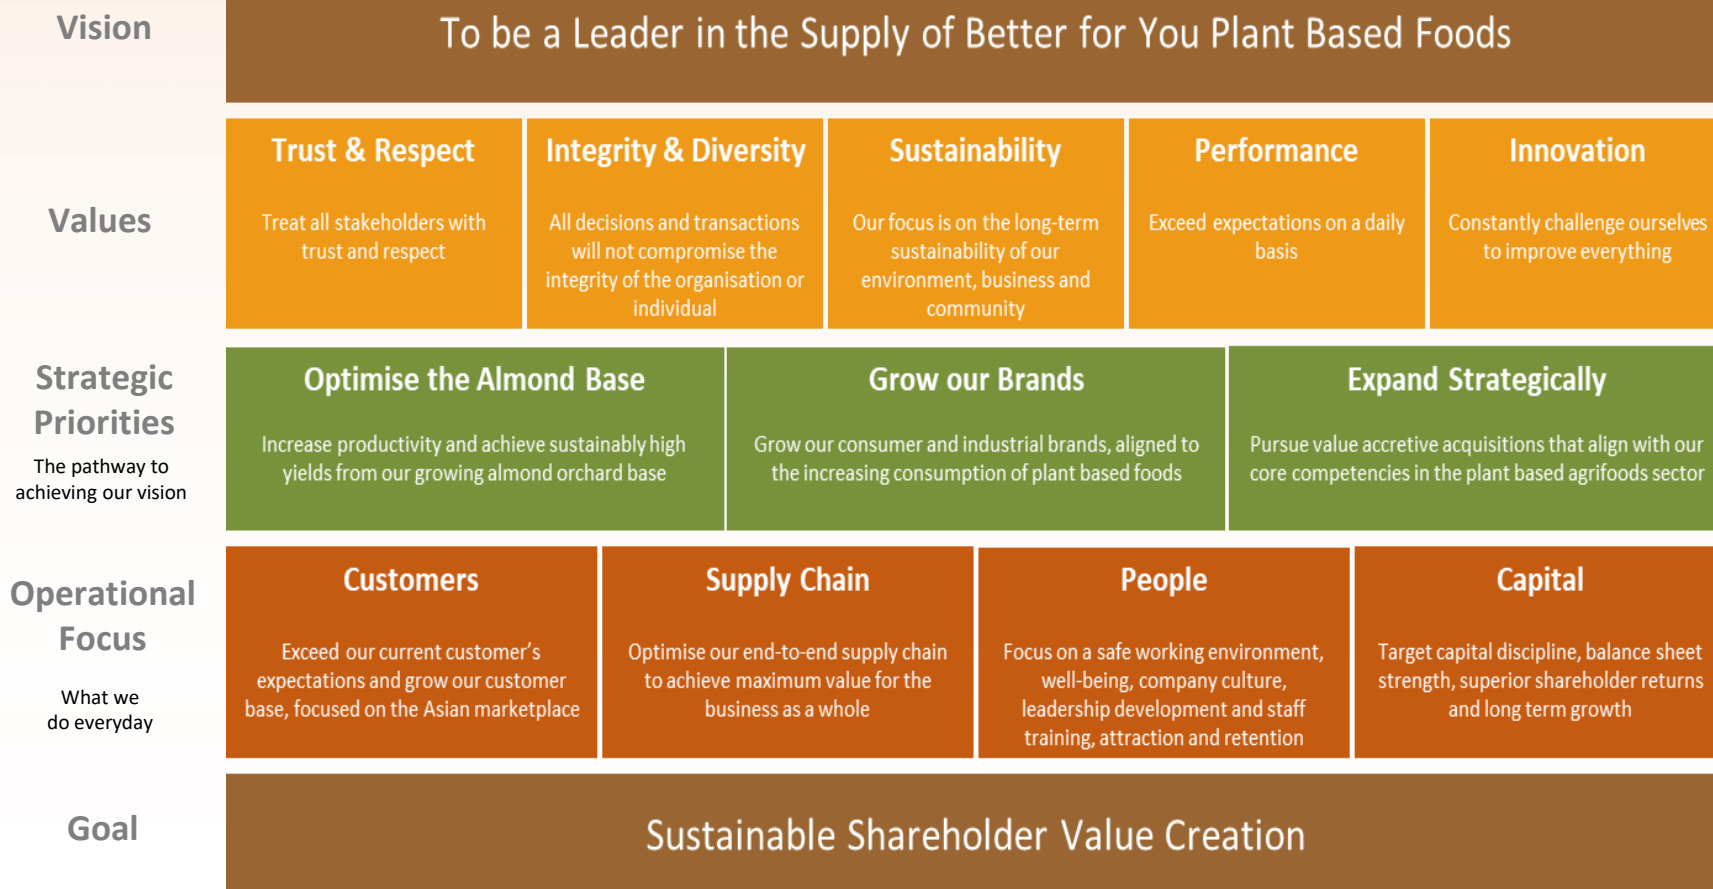 Vision
To be a Leader in the Supply of Better for You Plant Based Foods
Values
Trust & Respect
Treat all stakeholders with
trust and respect
Integrity & Diversity
All decisions and transactions
will not compromise the
integrity of the organisation or
individual
Sustainability
Our focus is on the long-term
sustainability of our
environment, business and
community
Performance
Exceed expectations on a daily
basis
Innovation
Constantly challenge ourselves
to improve everything
Strategic
Priorities
The pathway to
achieving our vision
Optimise the Almond Base
Increase productivity and achieve sustainably high
yields from our growing almond orchard base
Grow our Brands
Grow our consumer and industrial brands, aligned to
the increasing consumption of plant based foods
Expand Strategically
Pursue value accretive acquisitions that align with our
core competencies in the plant based agrifoods sector
Operational
Focus
What we
do everyday
Customers
Exceed our current customer's
expectations and grow our customer
base, focused on the Asian marketplace
Supply Chain
Optimise our end-to-end supply chain
to achieve maximum value for the
business as a whole
People
Focus on a safe working environment,
well-being, company culture,
leadership development and staff
training, attraction and retention
Capital
Target capital discipline, balance sheet
strength, superior shareholder returns
and long term growth
Goal
Sustainable Shareholder Value Creation